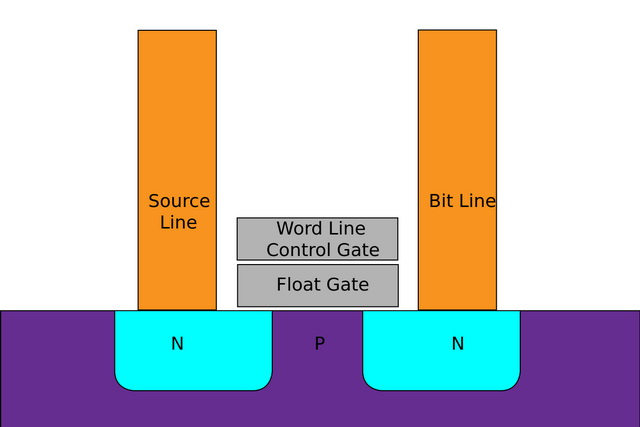 Source
Line
Word Line
Control Gate
Float Gate
Bit Line
N
P
N